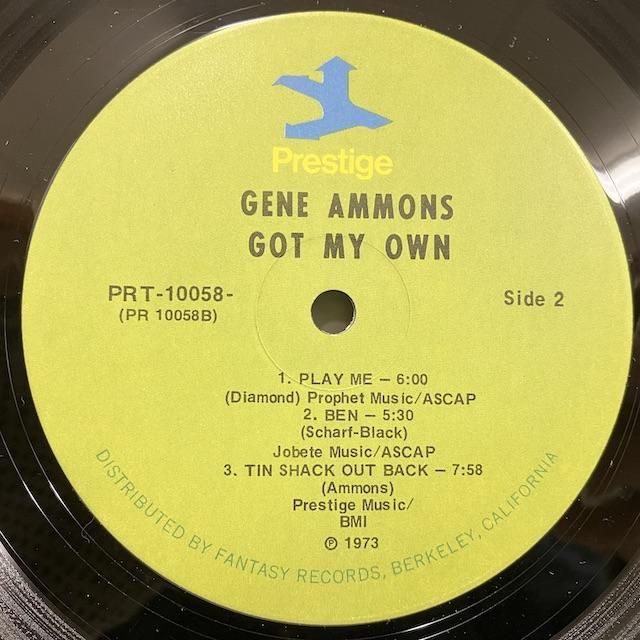 Prestige
GENE AMMONS
GOT MY OWN
PRT-10058-
(PR 10058B)
Side 2
1. PLAY ME – 6:00
(Diamond) Prophet Music/ASCAP
2. BEN – 5:30
(Scharf-Black)
Jobete Music/ASCAP
3. TIN SHACK OUT BACK – 7:58
(Ammons)
Prestige Music/
BMI
℗ 1973
DISTRIBUTED BY FANTASY RECORDS, BERKELEY, CALIFORNIA